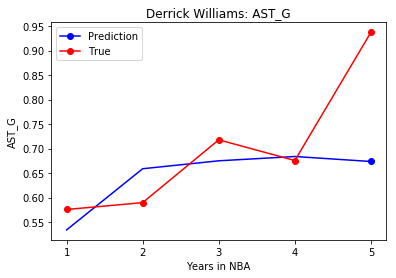 Derrick Williams: AST_G
Prediction
True
AST_G
0.95
0.90
0.85
0.80
0.75
0.70
0.65
0.60
0.55
1 2 3 4 5
Years in NBA